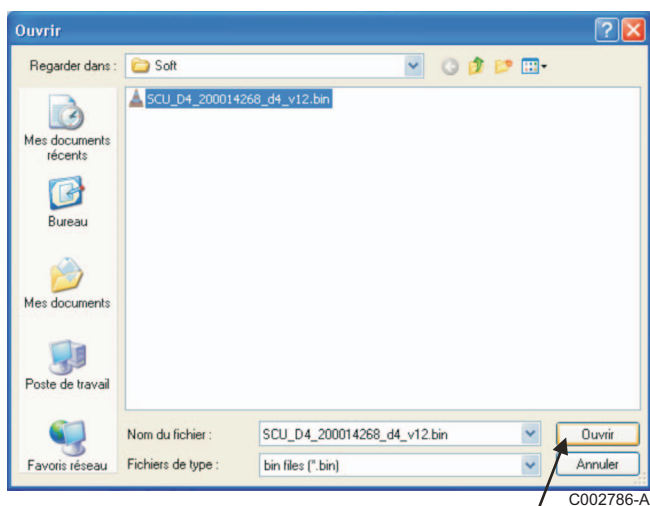 Ouvrir
Regarder dans :
Soft
SCU_D4_200014268_d4_v12.bin
Mes documents
récents
Bureau
Mes documents
Poste de travail
Favoris réseau
Nom du fichier :
SCU_D4_200014268_d4_v12.bin
Ouvrir
Fichiers de type :
bin files (*.bin)
Annuler
C002786-A